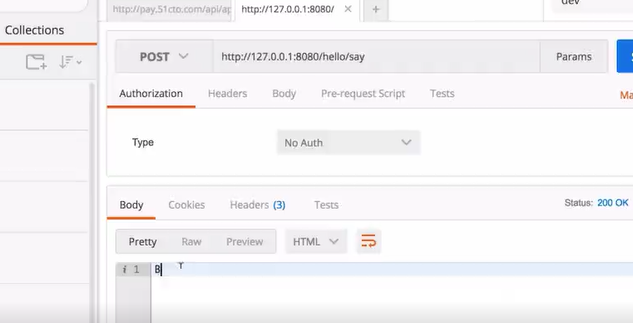 http://pay.51cto.com/api/ap
http://127.0.0.1:8080/
dev
Collections
POST
http://127.0.0.1:8080/hello/say
Params
Authorization
Headers
Body
Pre-request Script
Tests
Ma
Type
No Auth
Body
Cookies
Headers (3)
Tests
Status: 200 OK
Pretty
Raw
Preview
HTML
i 1
B